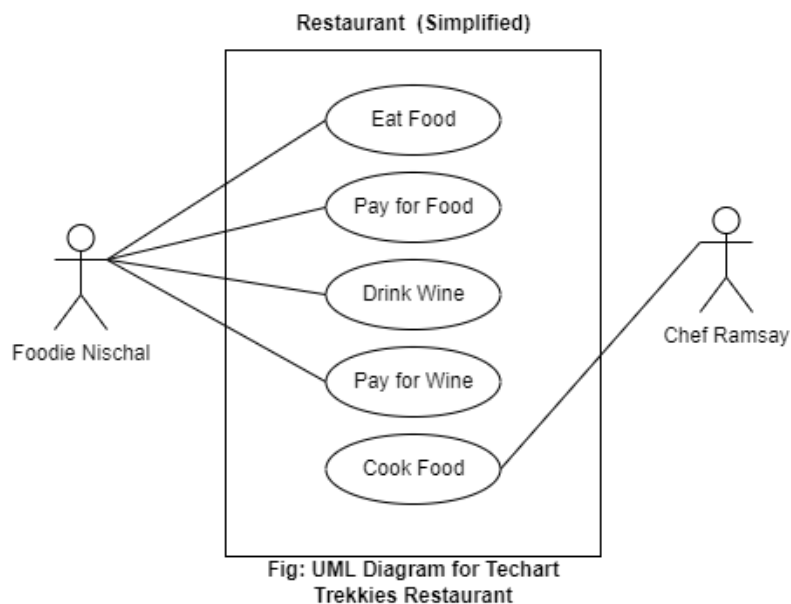 Restaurant (Simplified)
Eat Food
Pay for Food
Drink Wine
Foodie Nischal
Chef Ramsay
Pay for Wine
Cook Food
Fig: UML Diagram for Techart
Trekkies Restaurant